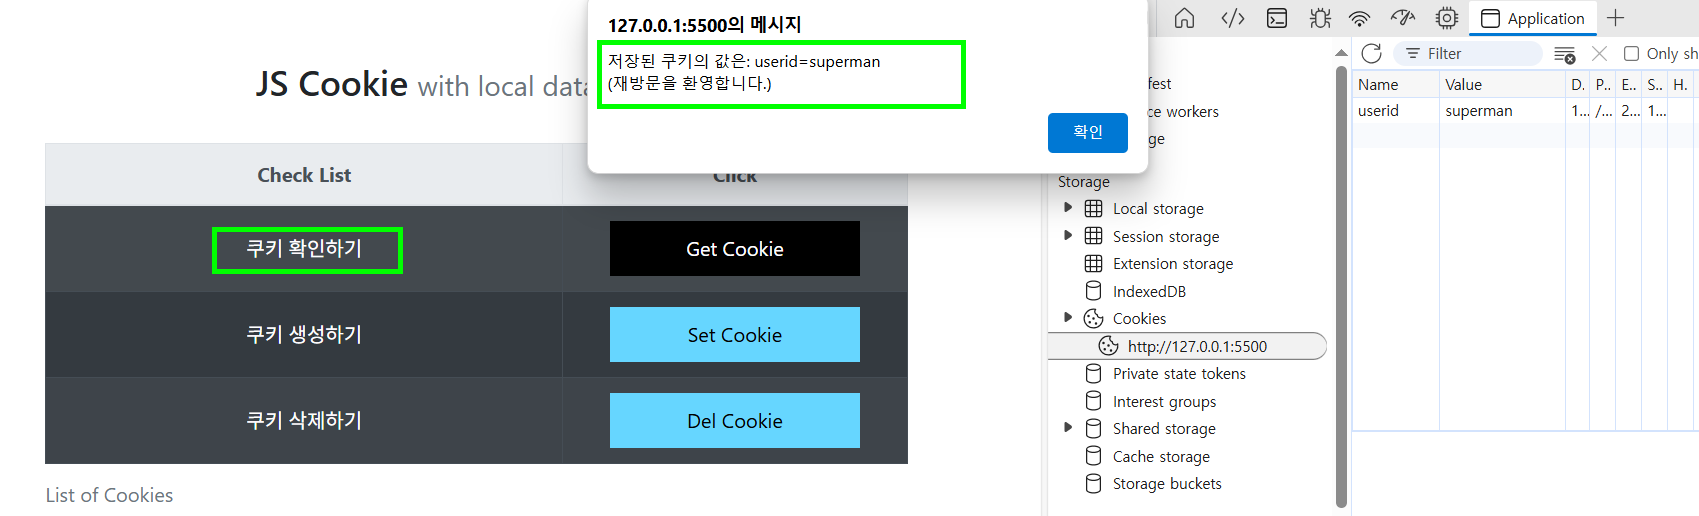 127.0.0.1:5500의 메시지
저장된 쿠키의 값은: userid=superman
(재방문을 환영합니다.)
확인
JS Cookie with local data
Check List
Click
쿠키 확인하기
Get Cookie
쿠키 생성하기
Set Cookie
쿠키 삭제하기
Del Cookie
List of Cookies
Application
fest
ce workers
ge
Storage
Local storage
Session storage
Extension storage
IndexedDB
Cookies
http://127.0.0.1:5500
Private state tokens
Interest groups
Shared storage
Cache storage
Storage buckets
Filter
Only sh
Name Value D. P... E... S... H.
userid superman 1... /... 2... 1...